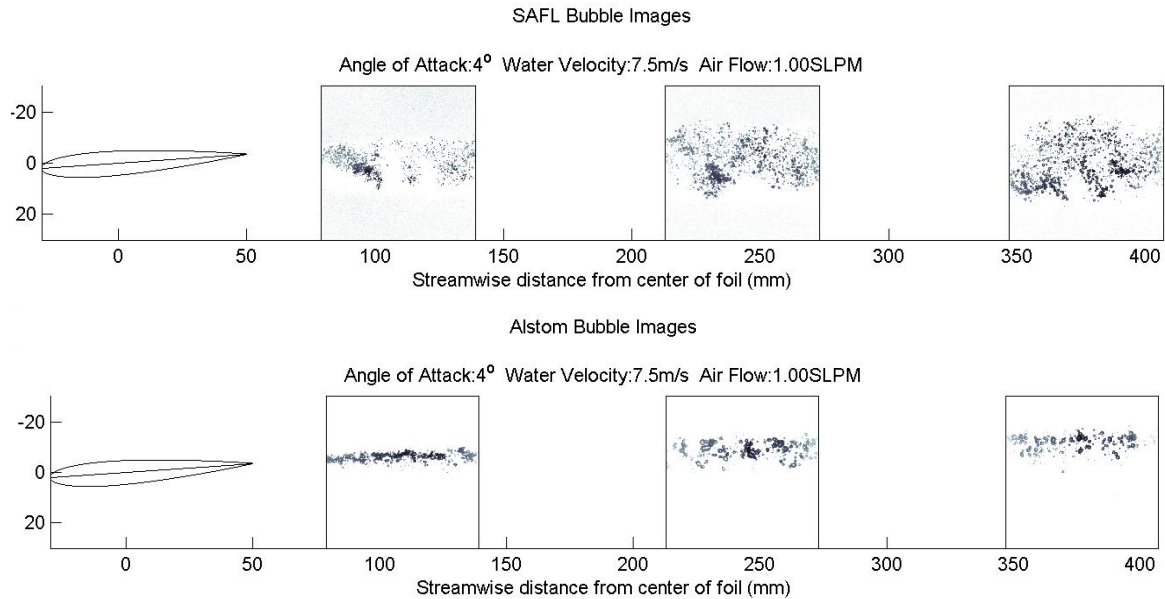 SAFL Bubble Images
Angle of Attack:4° Water Velocity:7.5m/s Air Flow:1.00SLPM
-20
0
20
0 50 100 150 200 250 300 350 400
Streamwise distance from center of foil (mm)
Alstom Bubble Images
Angle of Attack:4° Water Velocity:7.5m/s Air Flow:1.00SLPM
-20
0
20
0 50 100 150 200 250 300 350 400
Streamwise distance from center of foil (mm)